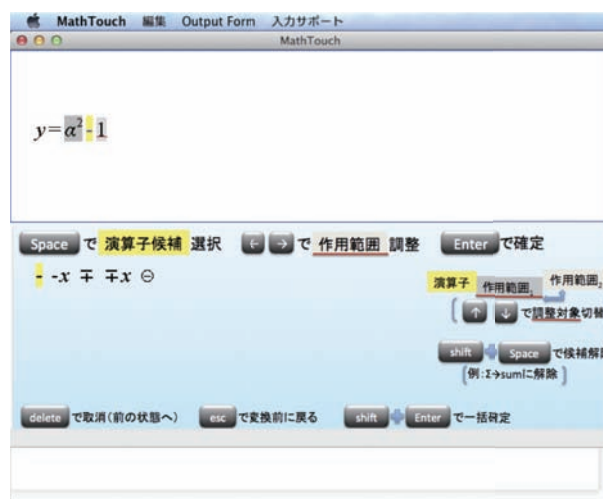 MathTouch 編集 Output Form 入力サポート
MathTouch
y=α²-1
Space で 演算子候補 選択 ← → で 作用範囲 調整 Enter で確定
- -x ∓ ∓x ⊖
演算子 作用範囲₁ 作用範囲₂
( ↑ ↓ で調整対象切替
shift Space で候補解
[例:Σ→sumに解除]
delete で取消(前の状態へ) esc で変換前に戻る shift Enter で一括確定